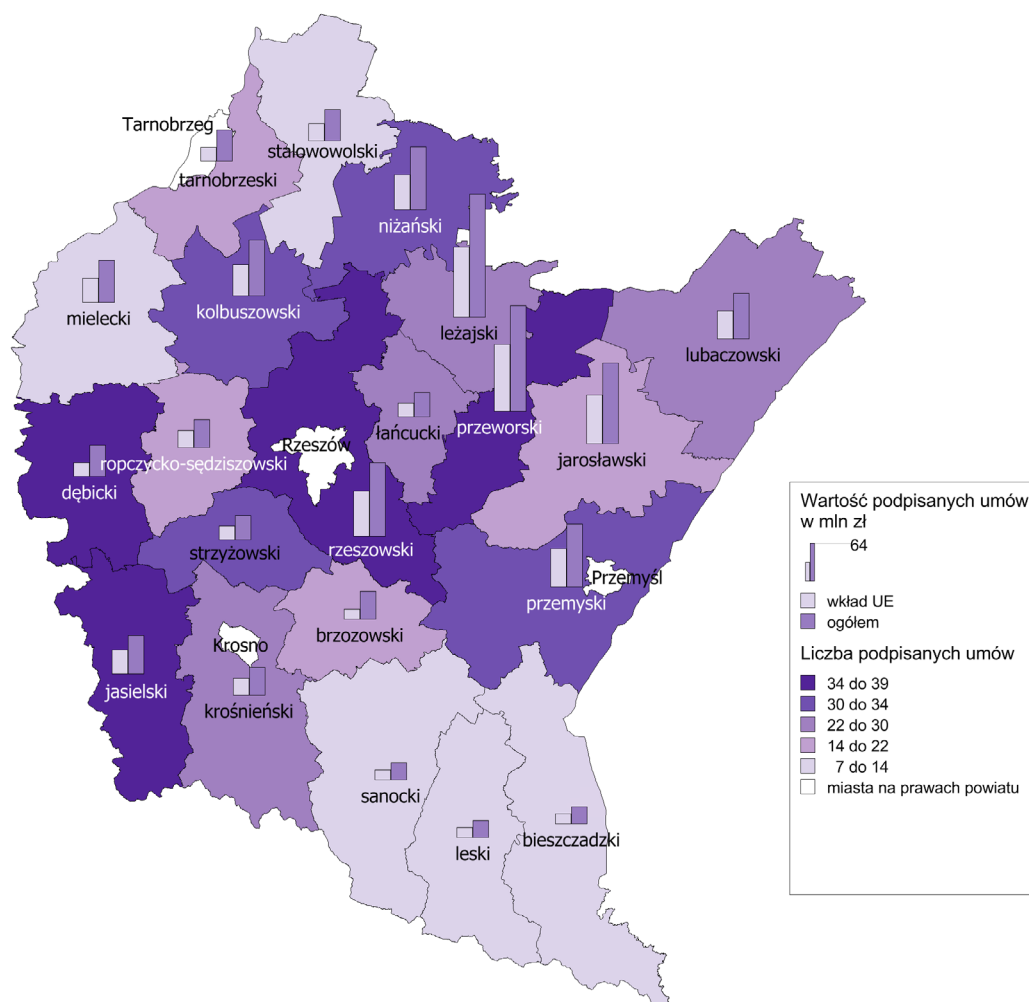 Tarnobrzeg
stalowowolski
tarnobrzeski
niżański
mielecki
kolbuszowski
leżajski
lubaczowski
łańcucki
przeworski
Rzeszów
jarosławski
ropczycko-sędziszowski
dębicki
strzyżowski
rzeszowski
Przemyśl
przemyski
brzozowski
Krosno
jasielski
krośnieński
sanocki
leski
bieszczadzki
Wartość podpisanych umów
w mln zł
64
wkład UE
ogółem
Liczba podpisanych umów
34 do 39
30 do 34
22 do 30
14 do 22
7 do 14
miasta na prawach powiatu